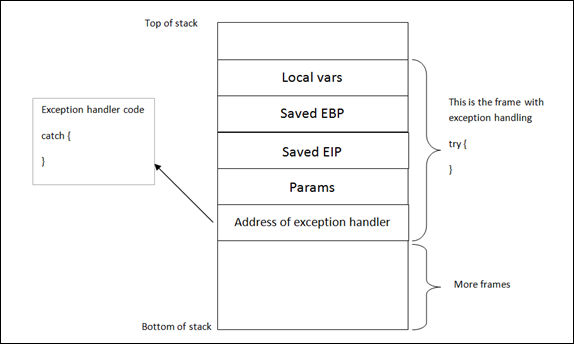 Top of stack
Local vars
Saved EBP
Saved EIP
Params
Address of exception handler
Bottom of stack
Exception handler code
catch {
}
This is the frame with
exception handling
try {
}
More frames